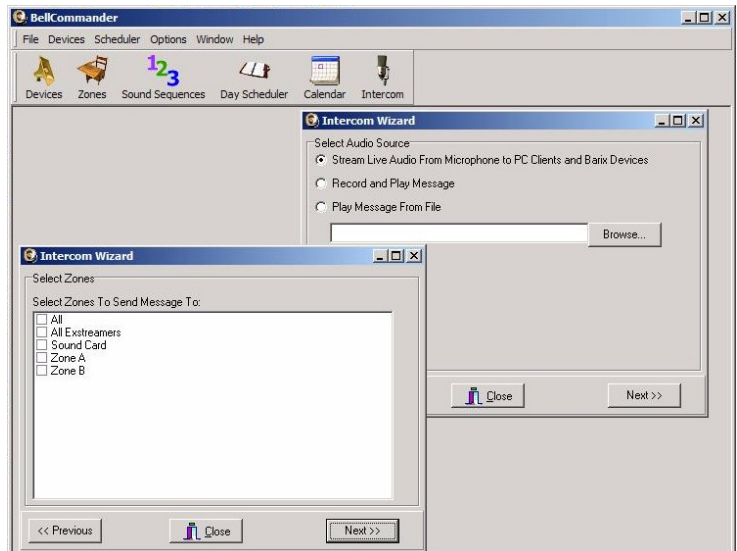 BellCommander
File Devices Scheduler Options Window Help
123
Devices Zones Sound Sequences Day Scheduler Calendar Intercom
Intercom Wizard
Select Audio Source
Stream Live Audio From Microphone to PC Clients and Barix Devices
Record and Play Message
Play Message From File
Browse...
Close Next >>
Intercom Wizard
Select Zones
Select Zones To Send Message To:
All
All Exstreamers
Sound Card
Zone A
Zone B
<< Previous Close Next >>